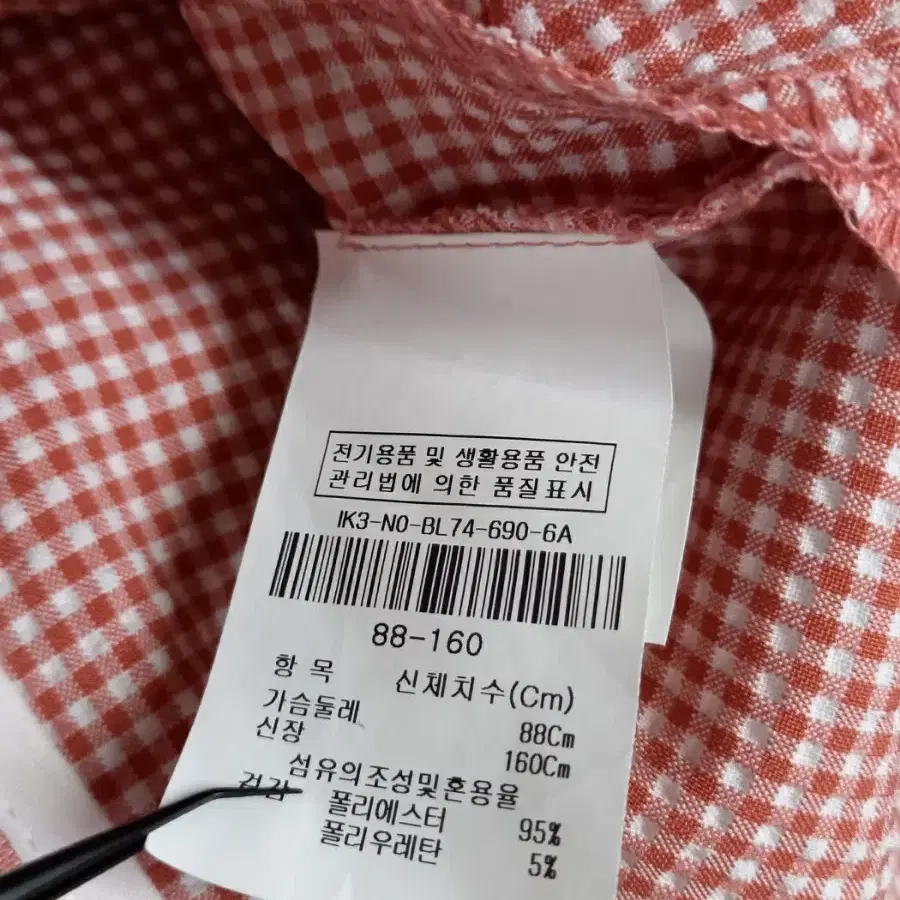 전기용품 및 생활용품 안전
관리법에 의한 품질표시
IK3-NO-BL74-690-6A
88-160
항 목 신체치수(Cm)
가슴둘레 88Cm
신장 160Cm
섬유의조성및혼용율
겉감 폴리에스터 95%
폴리우레탄 5%